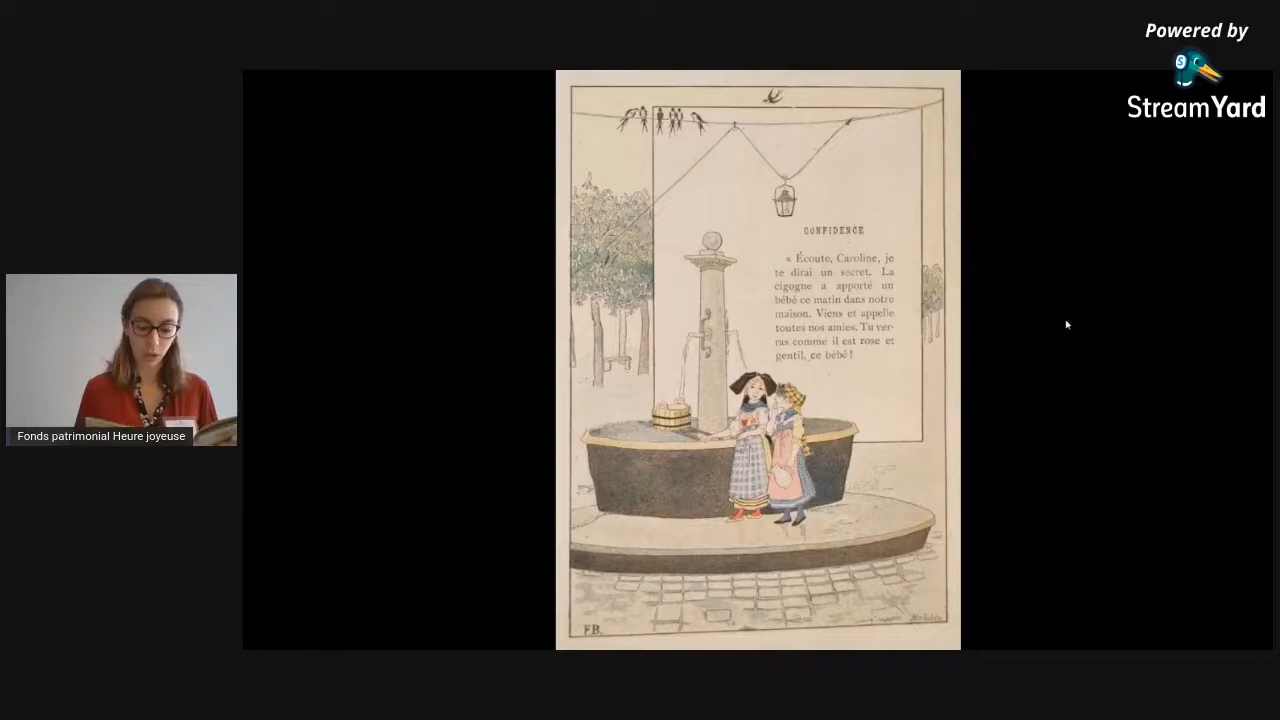 Powered by
StreamYard
CONFIDENCE
« Écoute, Caroline, je
te dirai un secret. La
cigogne a apporté un
bébé ce matin dans notre
maison. Viens et appelle
toutes nos amies. Tu ver-
ras comme il est rose et
gentil, ce bébé !
Fonds patrimonial Heure joyeuse
F.B.